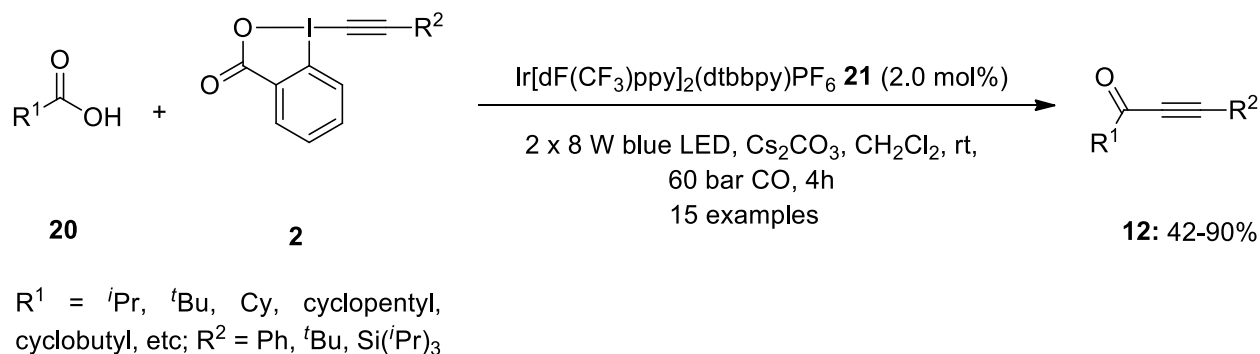 O I R²
O
O
R¹ OH + Ir[dF(CF₃)ppy]₂(dtbbpy)PF₆ 21 (2.0 mol%) O R² R¹
2 x 8 W blue LED, Cs₂CO₃, CH₂Cl₂, rt,
60 bar CO, 4h
15 examples
20 2 12: 42-90%
R¹ = ⁱPr, ᵗBu, Cy, cyclopentyl,
cyclobutyl, etc; R² = Ph, ᵗBu, Si(ⁱPr)₃